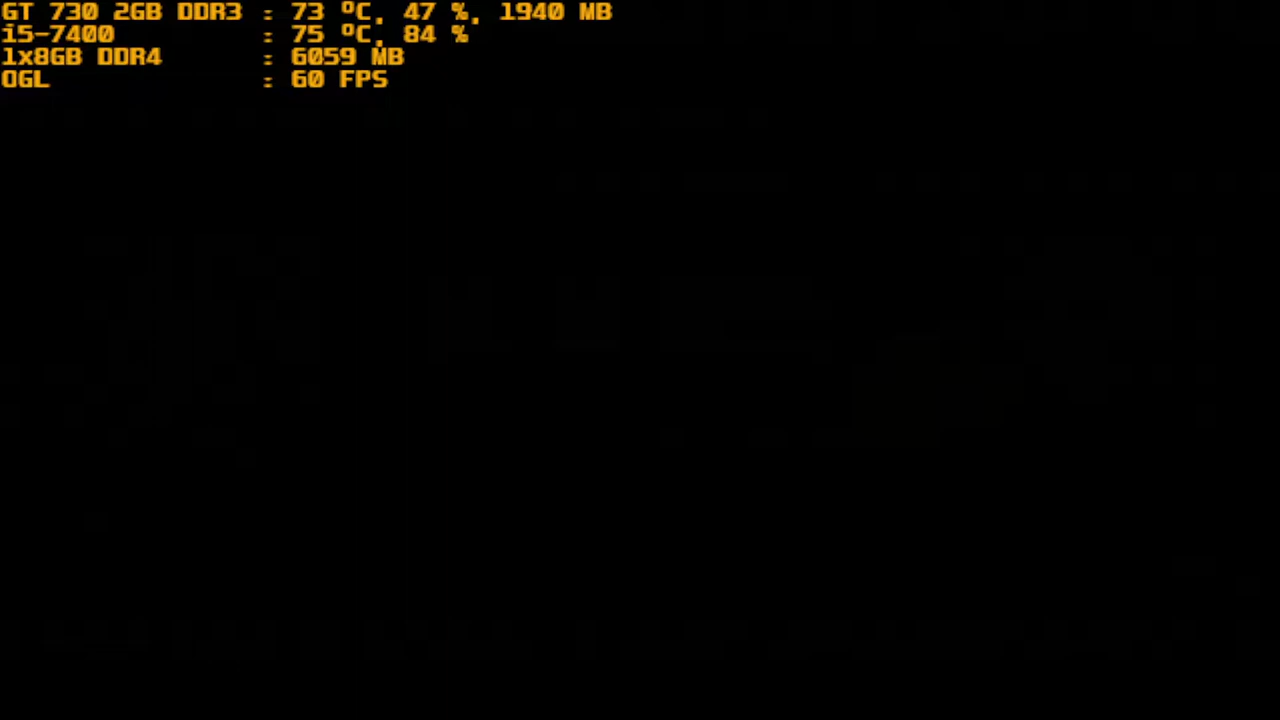 GT 730 2GB DDR3 : 73 ºC, 47 %, 1940 MB
i5-7400 : 75 ºC, 84 %
1x8GB DDR4 : 6059 MB
OGL : 60 FPS